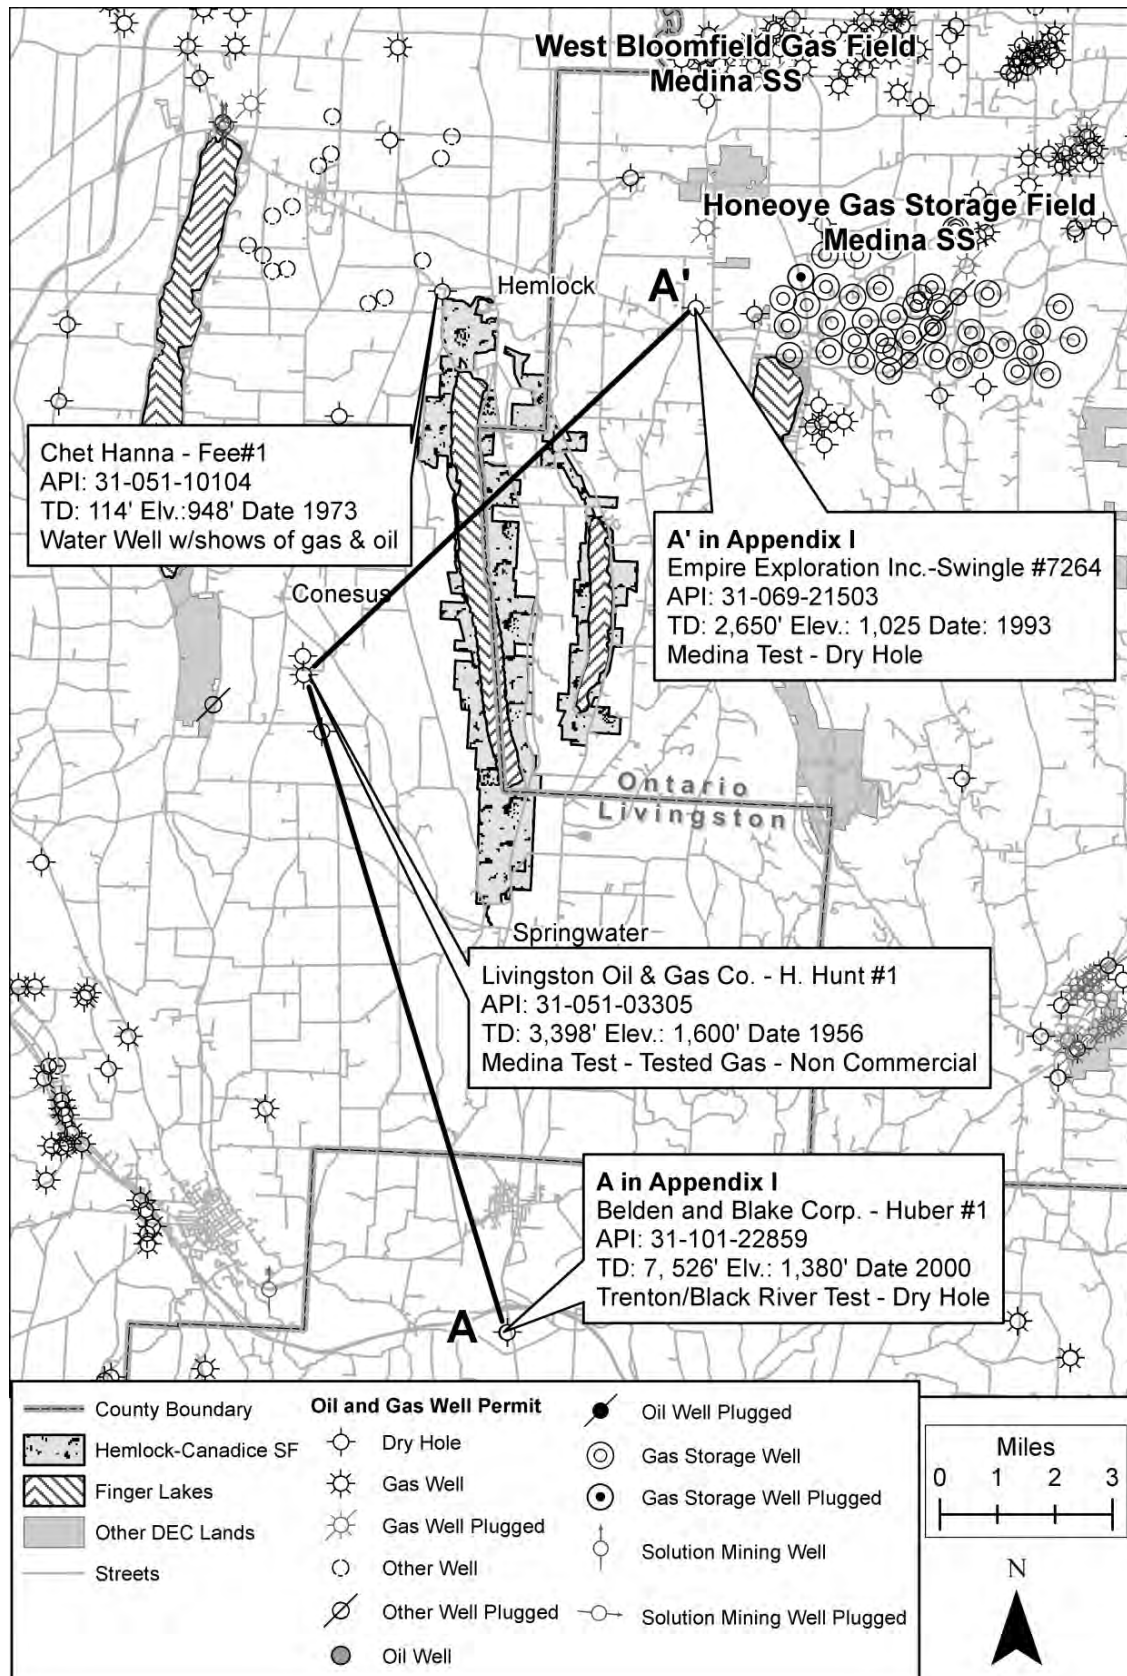 West Bloomfield Gas Field
Medina SS
Honeoye Gas Storage Field
Medina SS
Hemlock
A'
Chet Hanna - Fee#1
API: 31-051-10104
TD: 114' Elv.:948' Date 1973
Water Well w/shows of gas & oil
A' in Appendix I
Empire Exploration Inc.-Swingle #7264
API: 31-069-21503
TD: 2,650' Elev.: 1,025 Date: 1993
Medina Test - Dry Hole
Conesus
Ontario
Livingston
Springwater
Livingston Oil & Gas Co. - H. Hunt #1
API: 31-051-03305
TD: 3,398' Elev.: 1,600' Date 1956
Medina Test - Tested Gas - Non Commercial
A in Appendix I
Belden and Blake Corp. - Huber #1
API: 31-101-22859
TD: 7, 526' Elv.: 1,380' Date 2000
Trenton/Black River Test - Dry Hole
A
County Boundary
Hemlock-Canadice SF
Finger Lakes
Other DEC Lands
Streets
Oil and Gas Well Permit
Dry Hole
Gas Well
Gas Well Plugged
Other Well
Other Well Plugged
Oil Well
Oil Well Plugged
Gas Storage Well
Gas Storage Well Plugged
Solution Mining Well
Solution Mining Well Plugged
Miles
0 1 2 3
N